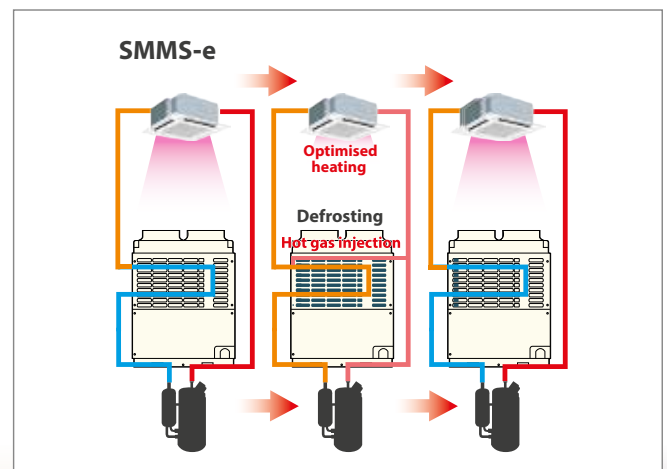 SMMS-e
Optimised
heating
Defrosting
Hot gas injection